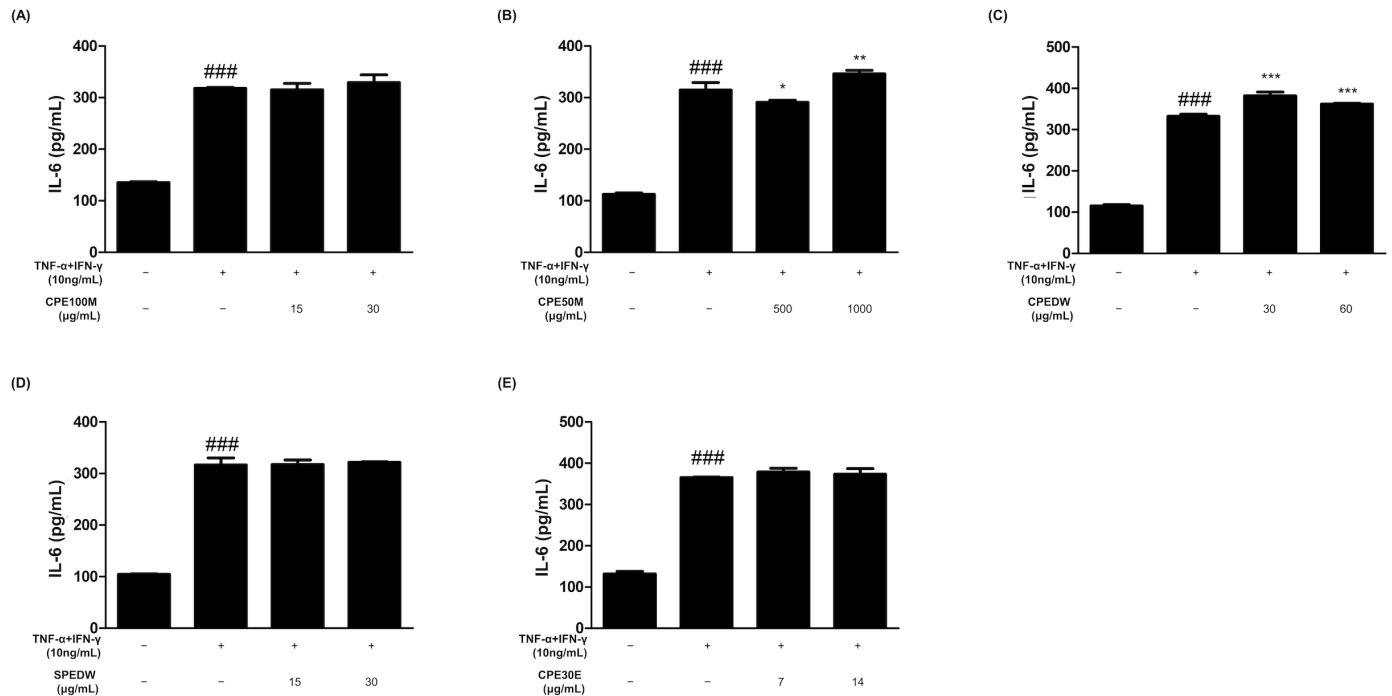 (A)
400
300
200
100
0
IL-6 (pg/mL)
###
TNF-α+IFN-γ
(10ng/mL)
– + + +
CPE100M
(μg/mL)
– – 15 30
(B)
400
300
200
100
0
IL-6 (pg/mL)
###
*
**
TNF-α+IFN-γ
(10ng/mL)
– + + +
CPE50M
(μg/mL)
– – 500 1000
(C)
500
400
300
200
100
0
IL-6 (pg/mL)
###
***
***
TNF-α+IFN-γ
(10ng/mL)
– + + +
CPEDW
(μg/mL)
– – 30 60
(D)
400
300
200
100
0
IL-6 (pg/mL)
###
TNF-α+IFN-γ
(10ng/mL)
– + + +
SPEDW
(μg/mL)
– – 15 30
(E)
500
400
300
200
100
0
IL-6 (pg/mL)
###
TNF-α+IFN-γ
(10ng/mL)
– + + +
CPE30E
(μg/mL)
– – 7 14